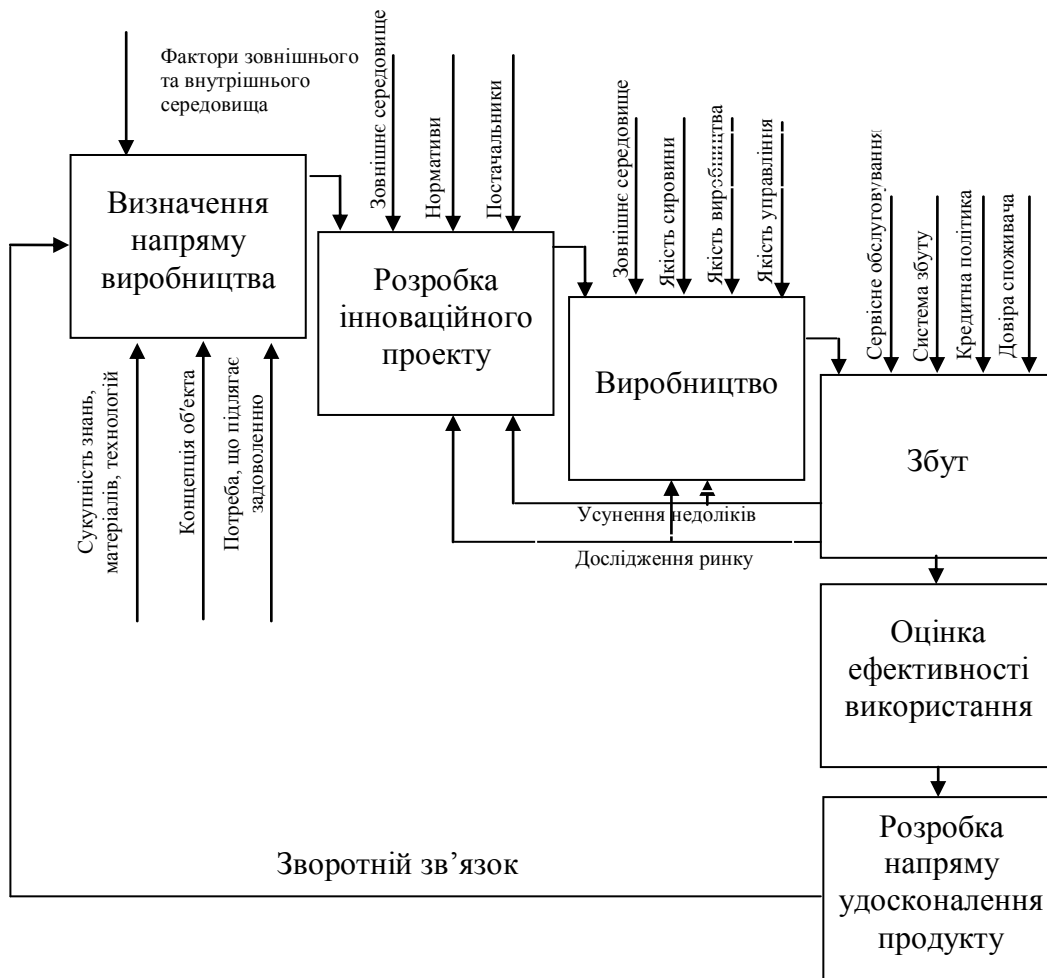 Фактори зовнішнього
та внутрішнього
середовища
Визначення
напряму
виробництва
Сукупність знань,
матеріалів, технологій
Концепція об'єкта
Потреба, що підлягає
задоволенню
Зовнішнє середовище
Нормативи
Постачальники
Розробка
інноваційного
проекту
Зовнішнє середовище
Якість сировини
Якість виробництва
Якість управління
Виробництво
Сервісне обслуговування
Система збуту
Кредитна політика
Довіра споживача
Збут
Усунення недоліків
Дослідження ринку
Оцінка
ефективності
використання
Розробка
напряму
удосконалення
продукту
Зворотній зв’язок